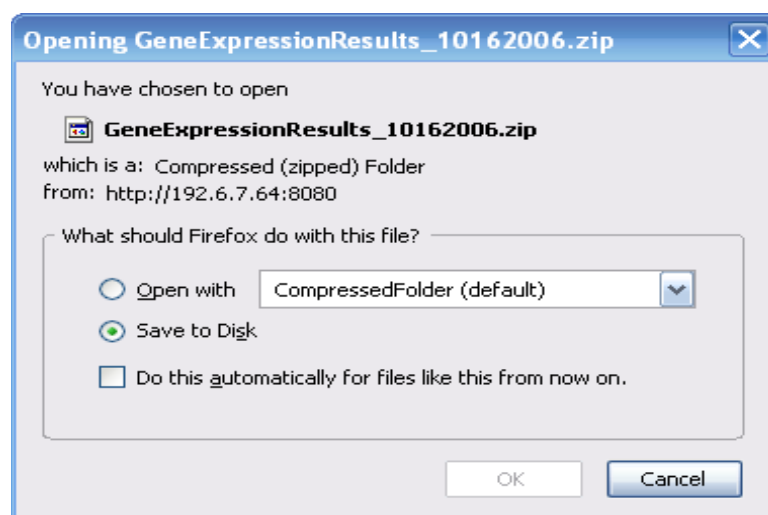 Opening GeneExpressionResults_10162006.zip
You have chosen to open
GeneExpressionResults_10162006.zip
which is a: Compressed (zipped) Folder
from: http://192.6.7.64:8080
What should Firefox do with this file?
Open with CompressedFolder (default)
Save to Disk
Do this automatically for files like this from now on.
OK Cancel